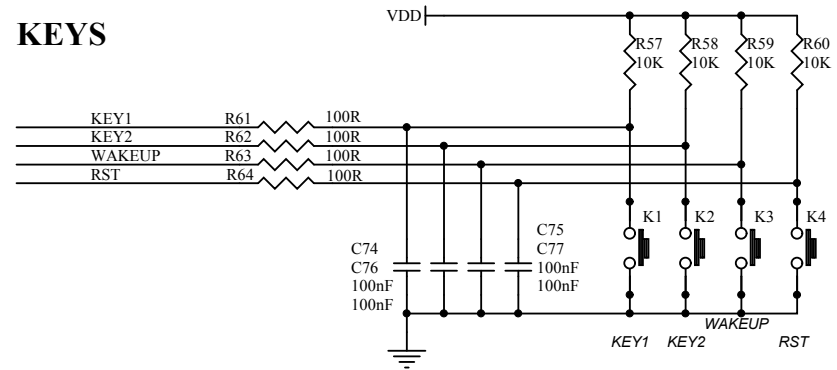 KEYS
VDD
R57 R58 R59 R60
10K 10K 10K 10K
KEY1 R61 100R
KEY2 R62 100R
WAKEUP R63 100R
RST R64 100R
K1 K2 K3 K4
C74
C76
100nF
100nF
C75
C77
100nF
100nF
KEY1 KEY2 WAKEUP RST